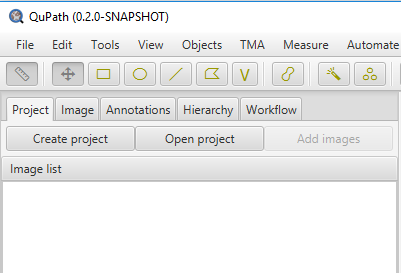 QuPath (0.2.0-SNAPSHOT)
File Edit Tools View Objects TMA Measure Automate
Project Image Annotations Hierarchy Workflow
Create project Open project Add images
Image list